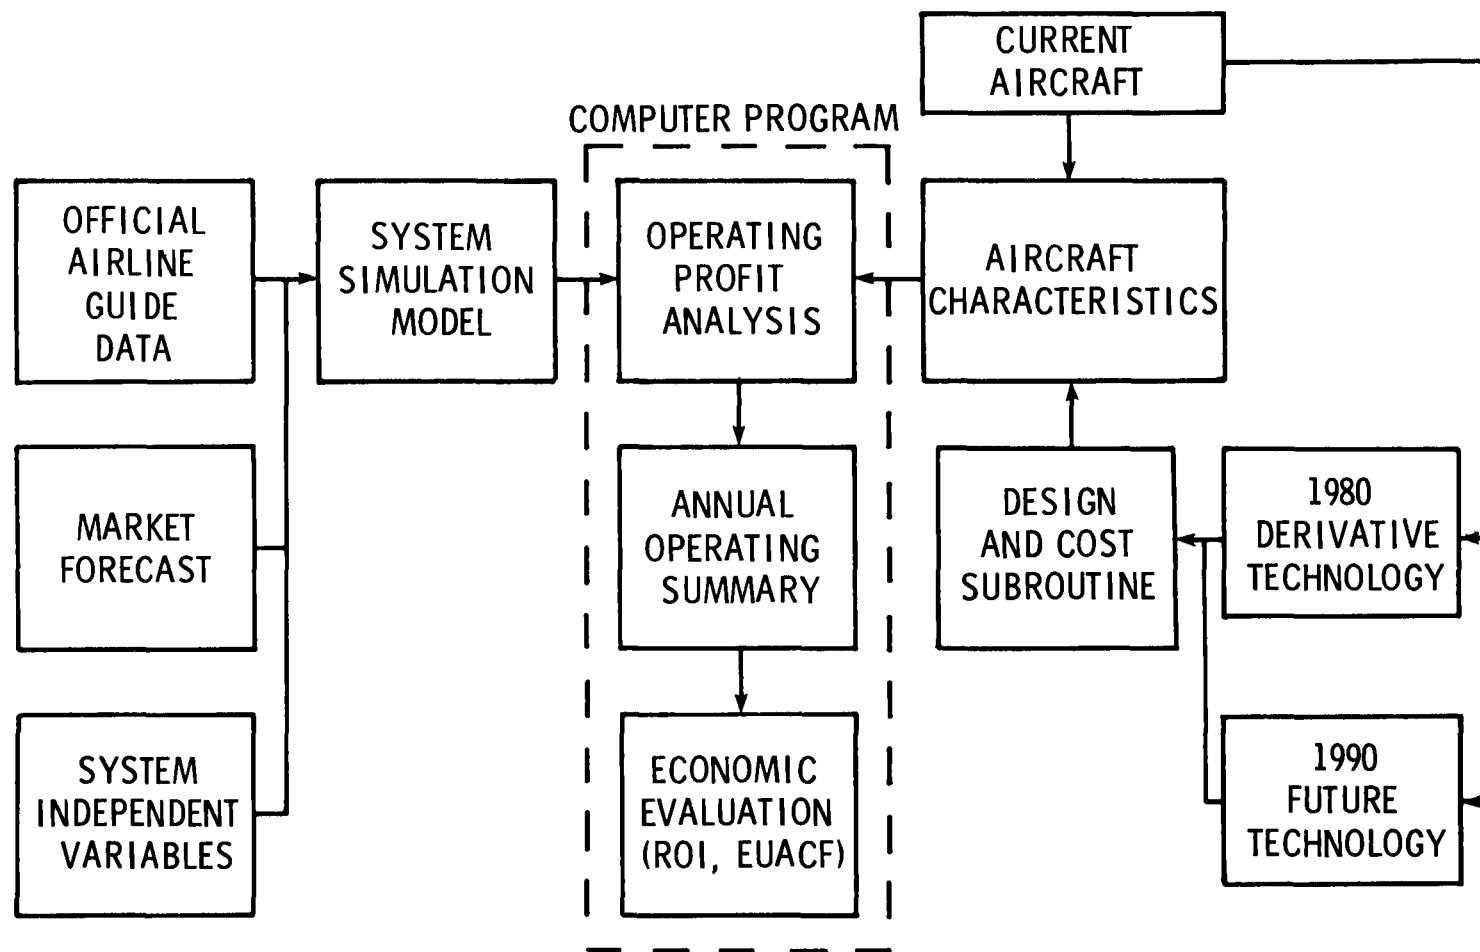 CURRENT
AIRCRAFT
COMPUTER PROGRAM
OFFICIAL
AIRLINE
GUIDE
DATA
SYSTEM
SIMULATION
MODEL
OPERATING
PROFIT
ANALYSIS
AIRCRAFT
CHARACTERISTICS
MARKET
FORECAST
ANNUAL
OPERATING
SUMMARY
DESIGN
AND COST
SUBROUTINE
1980
DERIVATIVE
TECHNOLOGY
SYSTEM
INDEPENDENT
VARIABLES
ECONOMIC
EVALUATION
(ROI, EUACF)
1990
FUTURE
TECHNOLOGY